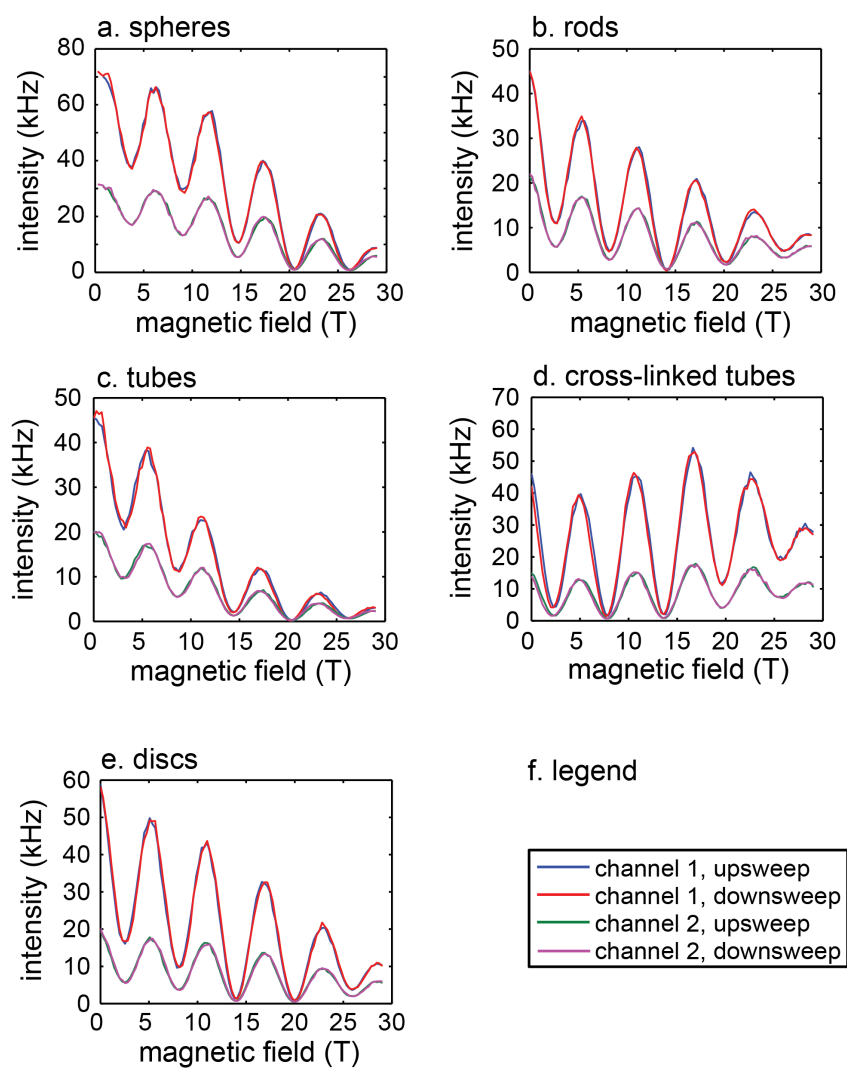 a. spheres
80
60
40
20
0
intensity (kHz)
0 5 10 15 20 25 30
magnetic field (T)
b. rods
50
40
30
20
10
0
intensity (kHz)
0 5 10 15 20 25 30
magnetic field (T)
c. tubes
50
40
30
20
10
0
intensity (kHz)
0 5 10 15 20 25 30
magnetic field (T)
d. cross-linked tubes
70
60
50
40
30
20
10
0
intensity (kHz)
0 5 10 15 20 25 30
magnetic field (T)
e. discs
60
50
40
30
20
10
0
intensity (kHz)
0 5 10 15 20 25 30
magnetic field (T)
f. legend
channel 1, upsweep
channel 1, downsweep
channel 2, upsweep
channel 2, downsweep